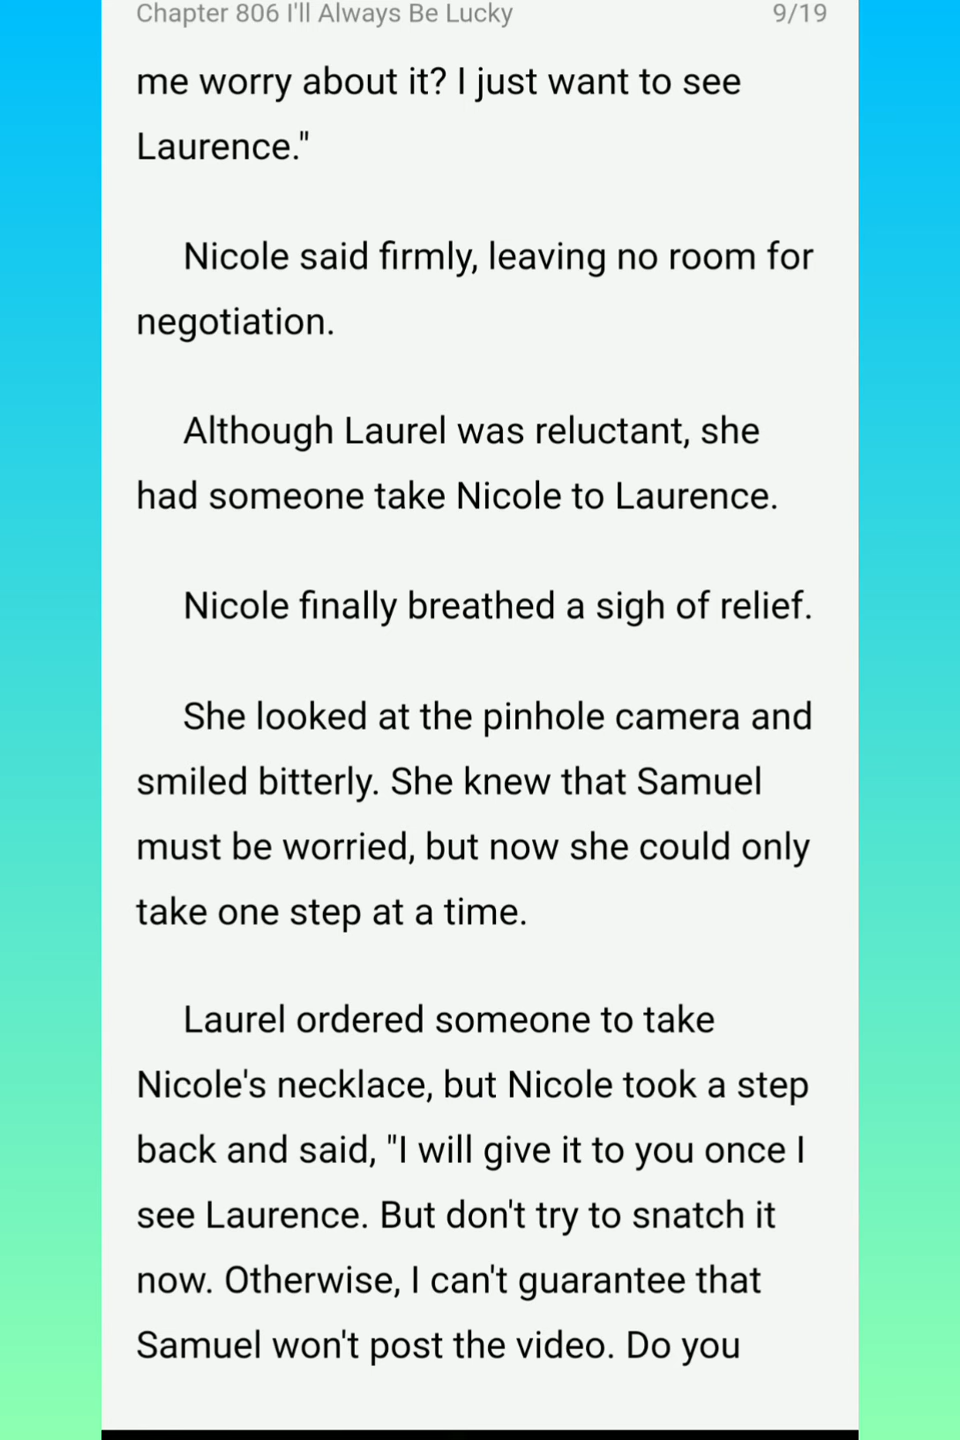 Chapter 806 I'll Always Be Lucky 9/19
me worry about it? I just want to see
Laurence."
Nicole said firmly, leaving no room for
negotiation.
Although Laurel was reluctant, she
had someone take Nicole to Laurence.
Nicole finally breathed a sigh of relief.
She looked at the pinhole camera and
smiled bitterly. She knew that Samuel
must be worried, but now she could only
take one step at a time.
Laurel ordered someone to take
Nicole's necklace, but Nicole took a step
back and said, "I will give it to you once I
see Laurence. But don't try to snatch it
now. Otherwise, I can't guarantee that
Samuel won't post the video. Do you